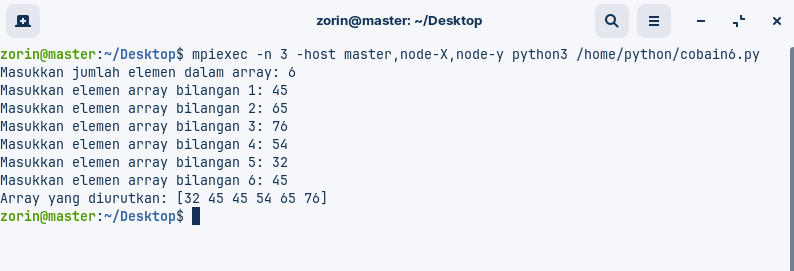 zorin@master: ~/Desktop
zorin@master:~/Desktop$ mpiexec -n 3 -host master,node-X,node-y python3 /home/python/cobain6.py
Masukkan jumlah elemen dalam array: 6
Masukkan elemen array bilangan 1: 45
Masukkan elemen array bilangan 2: 65
Masukkan elemen array bilangan 3: 76
Masukkan elemen array bilangan 4: 54
Masukkan elemen array bilangan 5: 32
Masukkan elemen array bilangan 6: 45
Array yang diurutkan: [32 45 45 54 65 76]
zorin@master:~/Desktop$